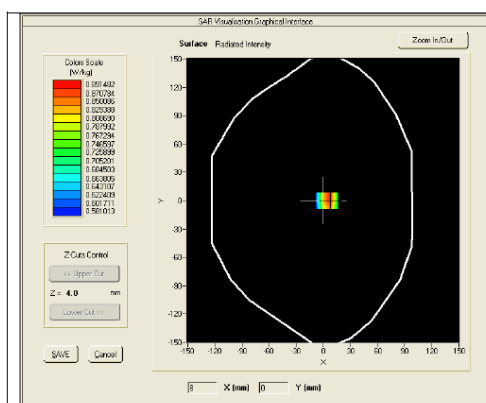 SAR Visualisation Graphical Interface
Surface Radiated Intensity
Zoom In/Out
Colors Scale
(W/kg)
0.891482
0.870784
0.850086
0.829388
0.808690
0.787992
0.767294
0.746597
0.725899
0.705201
0.684503
0.663805
0.643107
0.622409
0.601711
0.581013
150
120
90
60
30
0
-30
-60
-90
-120
-150
Y
-150 -120 -90 -60 -30 0 30 60 90 120 150
X
Z Cuts Control
<< Upper Cut
Z = 4.0 mm
Lower Cut >>
SAVE Cancel
8 X (mm) 0 Y (mm)